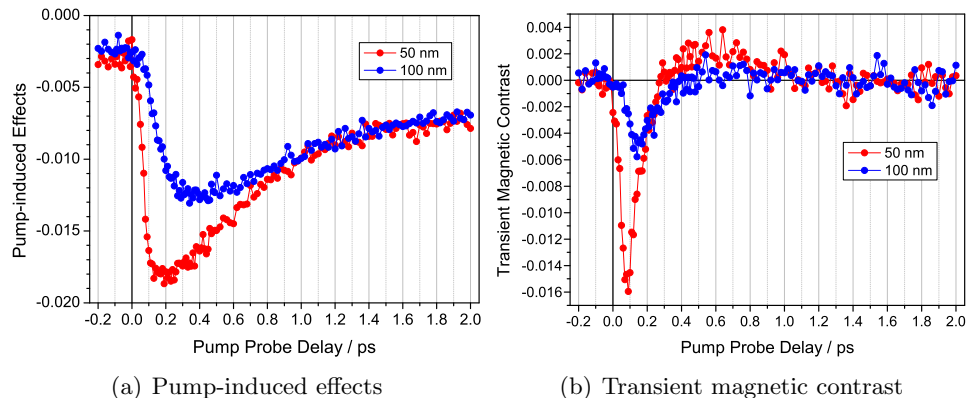 0.000
-0.005
-0.010
-0.015
-0.020
Pump-induced Effects
50 nm
100 nm
-0.2 0.0 0.2 0.4 0.6 0.8 1.0 1.2 1.4 1.6 1.8 2.0
Pump Probe Delay / ps
(a) Pump-induced effects
0.004
0.002
0.000
-0.002
-0.004
-0.006
-0.008
-0.010
-0.012
-0.014
-0.016
Transient Magnetic Contrast
50 nm
100 nm
-0.2 0.0 0.2 0.4 0.6 0.8 1.0 1.2 1.4 1.6 1.8 2.0
Pump Probe Delay / ps
(b) Transient magnetic contrast